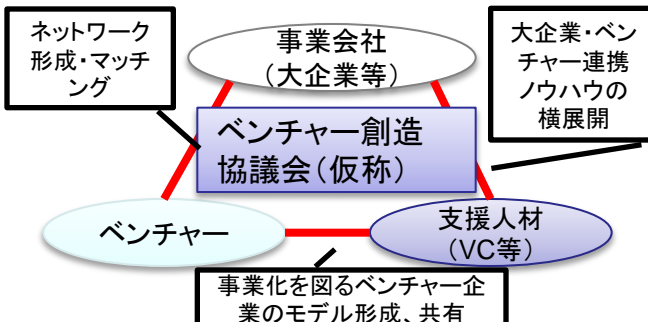 ネットワーク
形成・マッチ
ング
事業会社
（大企業等）
大企業・ベン
チャー連携
ノウハウの
横展開
ベンチャー創造
協議会（仮称）
ベンチャー
支援人材
（VC等）
事業化を図るベンチャー企
業のモデル形成、共有